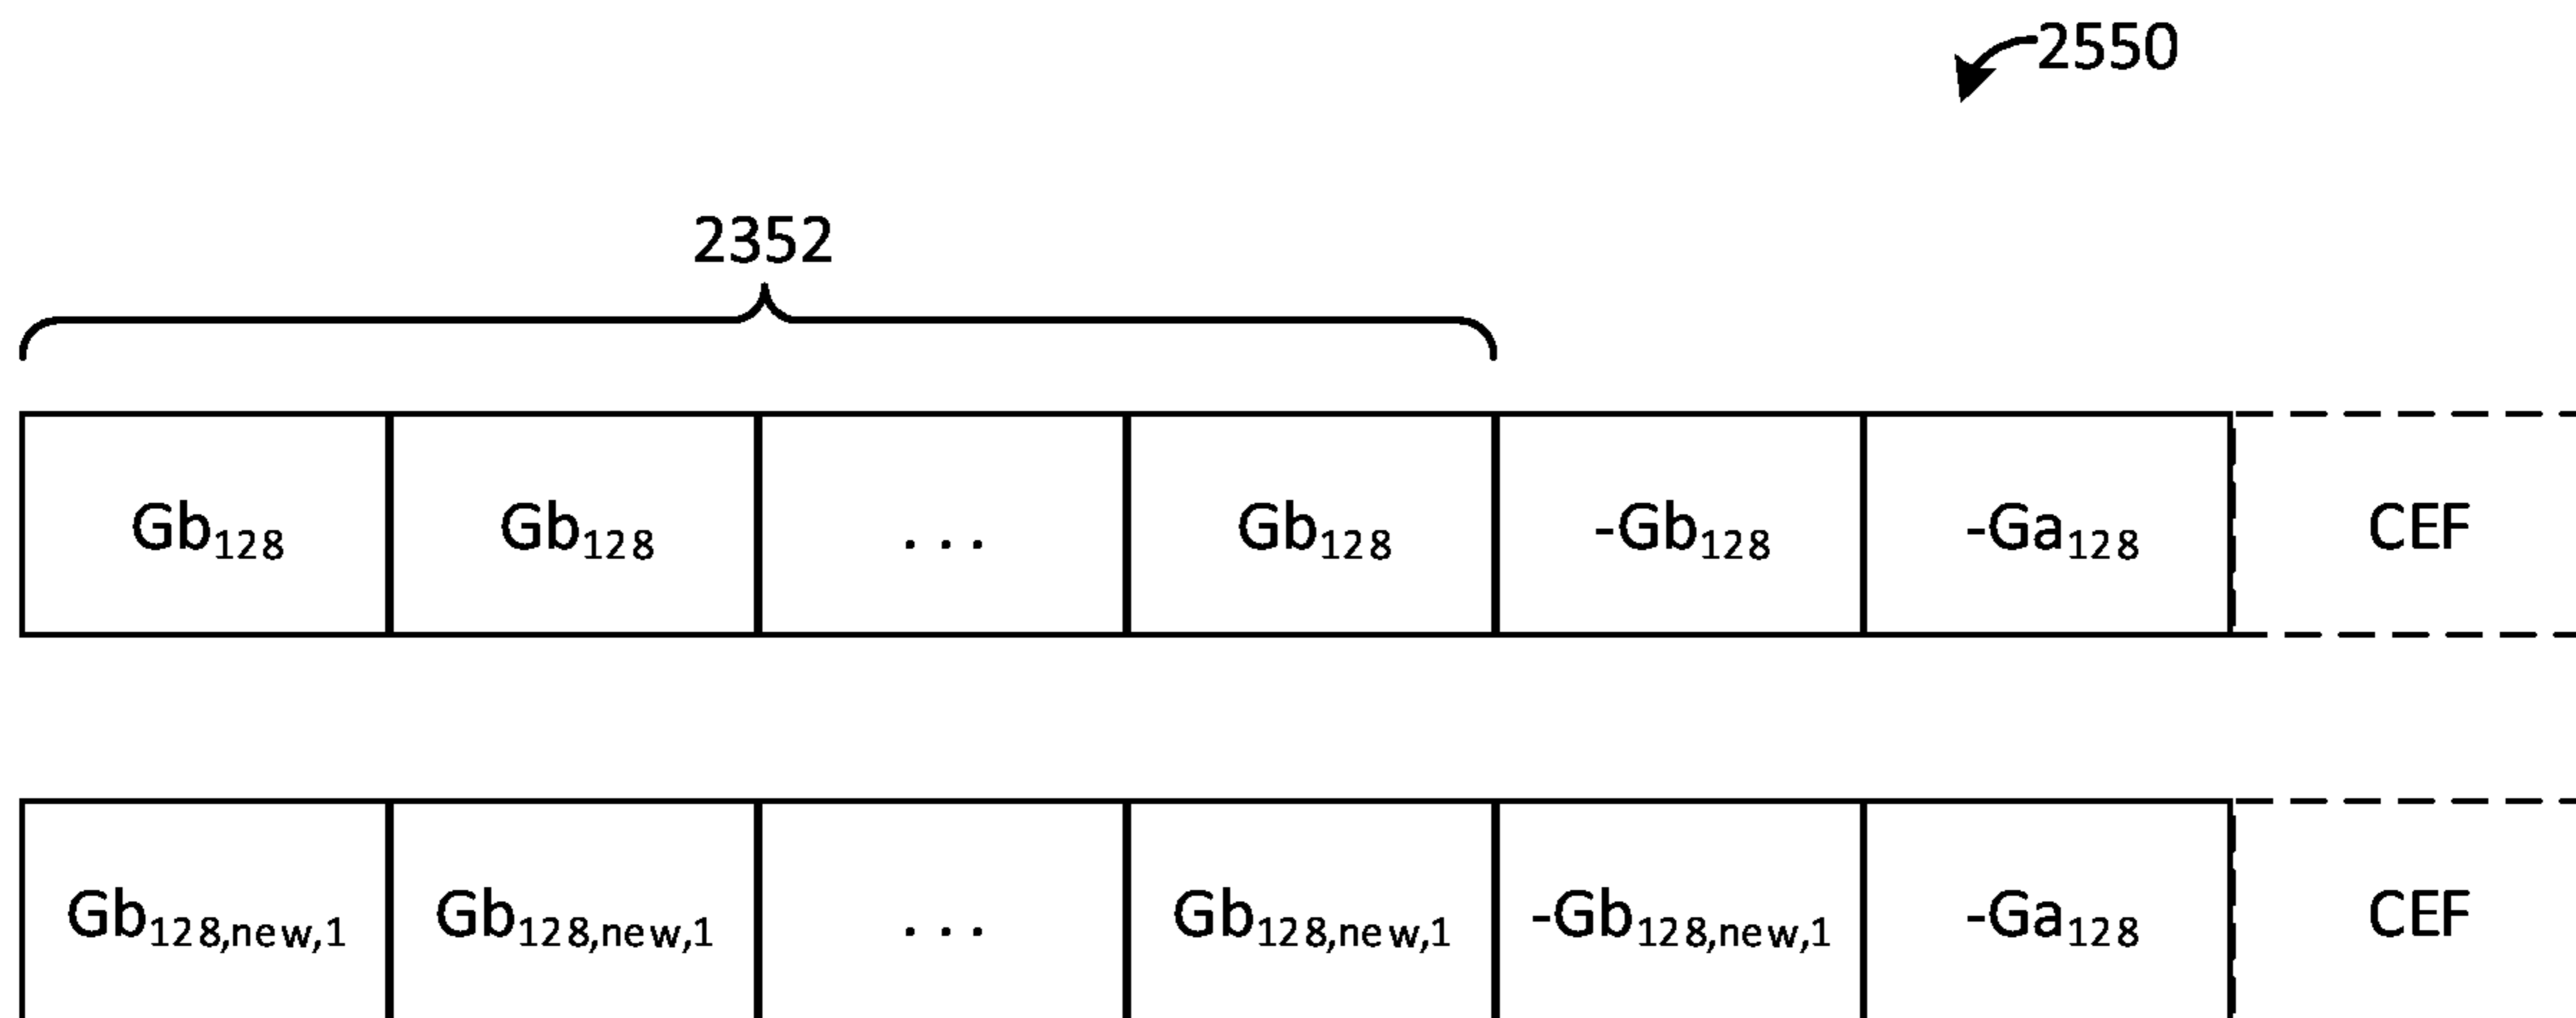 2550
2352
Gb₁₂₈ Gb₁₂₈ ... Gb₁₂₈ -Gb₁₂₈ -Ga₁₂₈ CEF
Gb₁₂₈,new,1 Gb₁₂₈,new,1 ... Gb₁₂₈,new,1 -Gb₁₂₈,new,1 -Ga₁₂₈ CEF